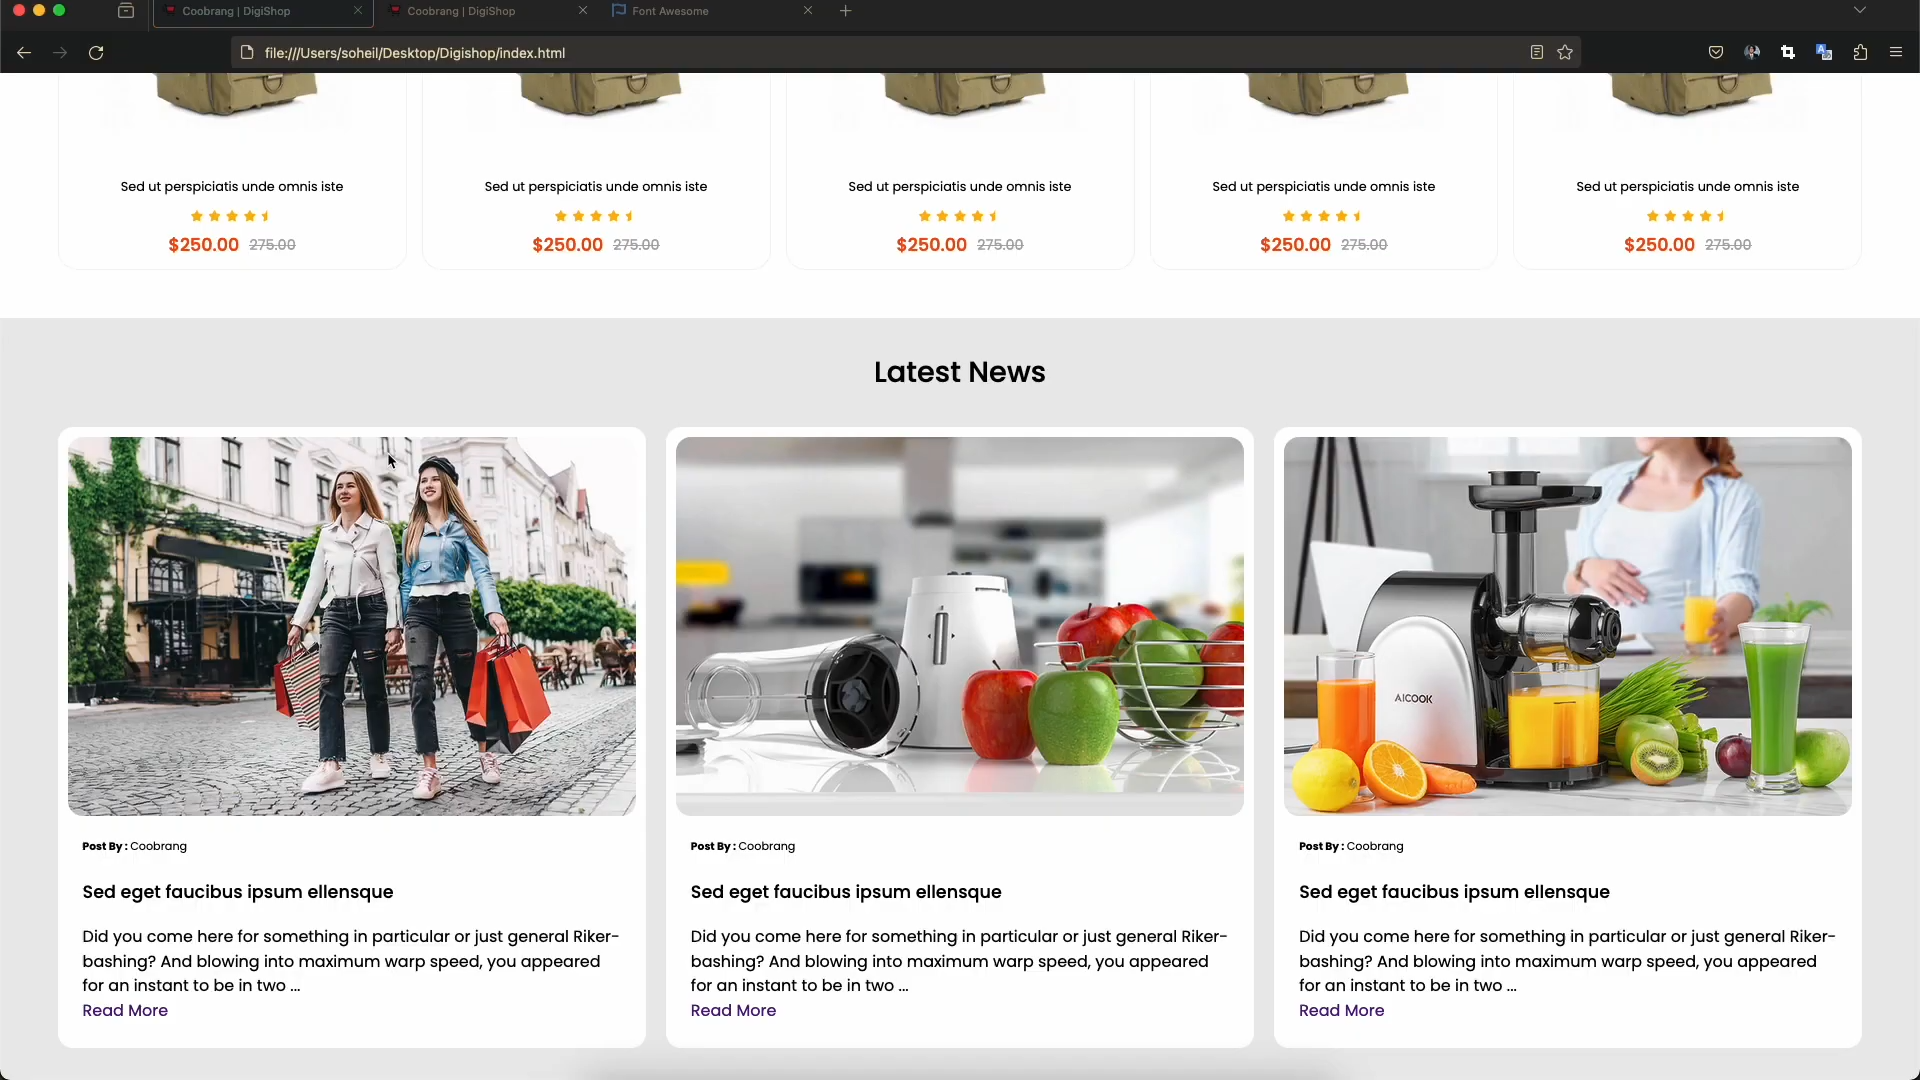 Coobrang | DigiShop
Coobrang | DigiShop
Font Awesome
file:///Users/soheil/Desktop/Digishop/index.html
Sed ut perspiciatis unde omnis iste
$250.00 275.00
Sed ut perspiciatis unde omnis iste
$250.00 275.00
Sed ut perspiciatis unde omnis iste
$250.00 275.00
Sed ut perspiciatis unde omnis iste
$250.00 275.00
Sed ut perspiciatis unde omnis iste
$250.00 275.00
Latest News
AICOOK
Post By : Coobrang
Sed eget faucibus ipsum ellensque
Did you come here for something in particular or just general Riker-
bashing? And blowing into maximum warp speed, you appeared
for an instant to be in two ...
Read More
Post By : Coobrang
Sed eget faucibus ipsum ellensque
Did you come here for something in particular or just general Riker-
bashing? And blowing into maximum warp speed, you appeared
for an instant to be in two ...
Read More
Post By : Coobrang
Sed eget faucibus ipsum ellensque
Did you come here for something in particular or just general Riker-
bashing? And blowing into maximum warp speed, you appeared
for an instant to be in two ...
Read More